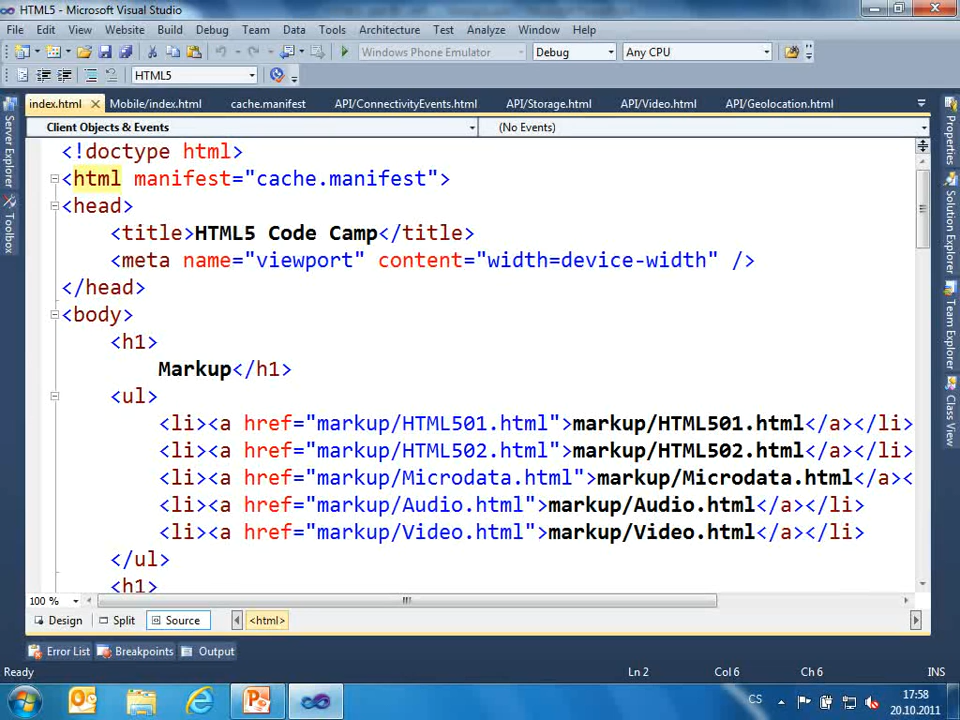 HTML5 - Microsoft Visual Studio
File Edit View Website Build Debug Team Data Tools Architecture Test Analyze Window Help
Windows Phone Emulator Debug Any CPU
HTML5
index.html Mobile/index.html cache.manifest API/ConnectivityEvents.html API/Storage.html API/Video.html API/Geolocation.html
Client Objects & Events (No Events)
Server Explorer
Toolbox
Properties
Solution Explorer
Team Explorer
Class View
<!doctype html>
<html manifest="cache.manifest">
<head>
<title>HTML5 Code Camp</title>
<meta name="viewport" content="width=device-width" />
</head>
<body>
<h1>
Markup</h1>
<ul>
<li><a href="markup/HTML501.html">markup/HTML501.html</a></li>
<li><a href="markup/HTML502.html">markup/HTML502.html</a></li>
<li><a href="markup/Microdata.html">markup/Microdata.html</a><
<li><a href="markup/Audio.html">markup/Audio.html</a></li>
<li><a href="markup/Video.html">markup/Video.html</a></li>
</ul>
<h1>
100 %
Design Split Source <html>
Error List Breakpoints Output
Ready Ln 2 Col 6 Ch 6 INS
CS 17:58
20.10.2011